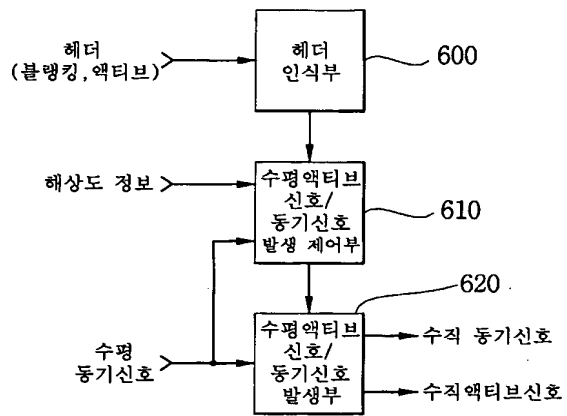 헤더
(블랭킹,액티브)
헤더
인식부
600
해상도 정보
수평액티브
신호/
동기신호
발생 제어부
610
수평
동기신호
수평액티브
신호/
동기신호
발생부
620
수직 동기신호
수직액티브신호